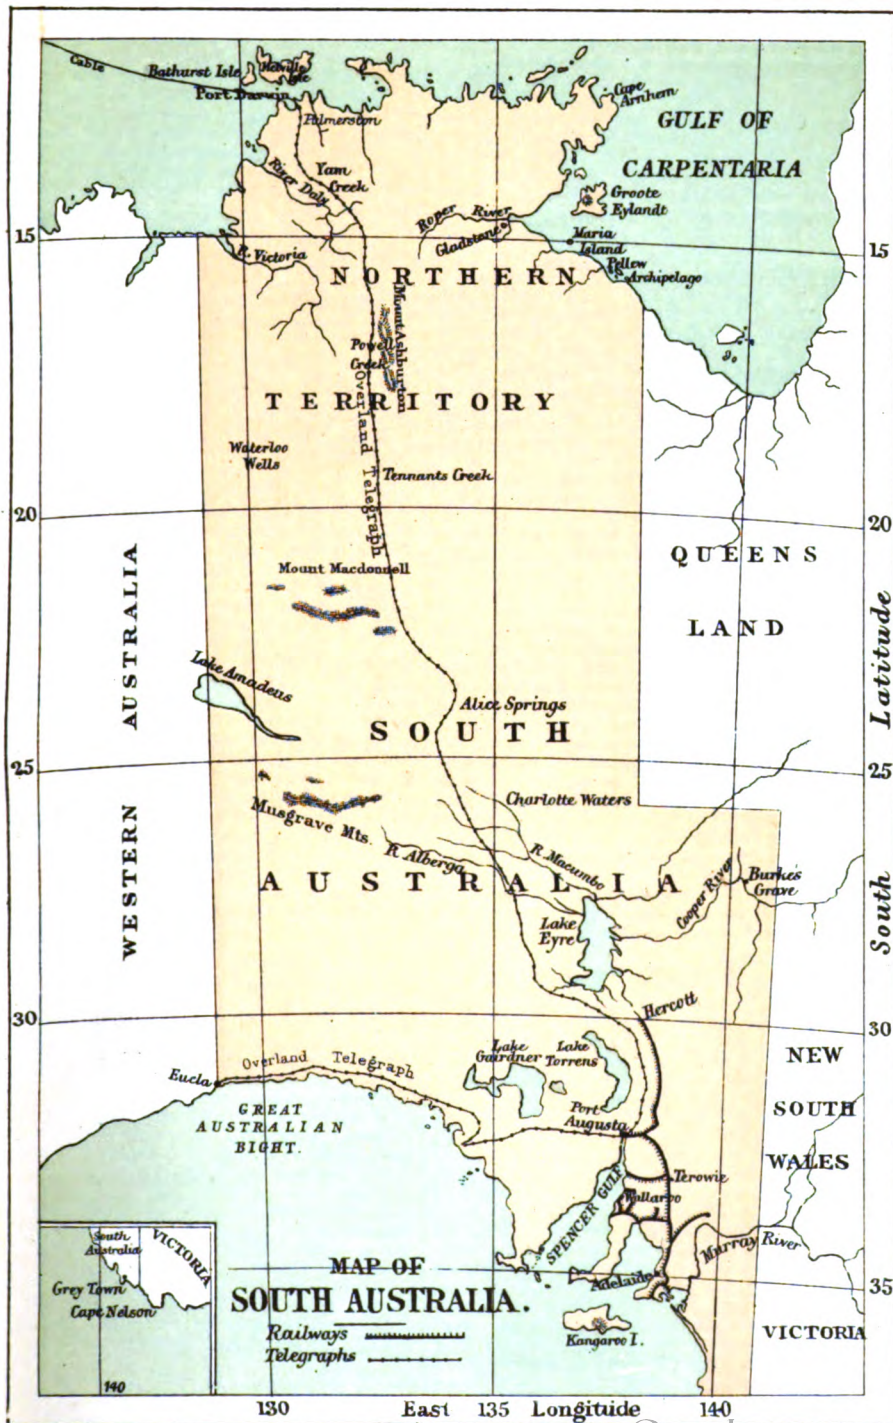 Cable
Bathurst Isle
Melville
Isle
Port Darwin
Palmerston
Cape
Arnhem
GULF OF
CARPENTARIA
Yam
Creek
River Daly
Groote
Eylandt
Roper River
Gladstone
Maria
Island
Pellew
Archipelago
15
15
R. Victoria
NORTHERN
Mount Ashburton
Powell
Creek
TERRITORY
Overland Telegraph
Waterloo
Wells
Tennants Creek
20
20
QUEENS
LAND
Mount Macdonnell
WESTERN AUSTRALIA
South Latitude
Lake Amadeus
Alice Springs
SOUTH
25
25
Charlotte Waters
Musgrave Mts.
R. Alberga
R. Macumbo
AUSTRALIA
Cooper River
Burkes
Grave
Lake
Eyre
Hercott
30
30
Overland Telegraph
Eucla
Lake
Gairdner
Lake
Torrens
NEW
SOUTH
WALES
GREAT
AUSTRALIAN
BIGHT.
Port
Augusta
Terowie
Wallaroo
SPENCER GULF
Murray River
South
Australia
VICTORIA
Grey Town
Cape Nelson
140
MAP OF
SOUTH AUSTRALIA.
Railways
Telegraphs
Adelaide
35
Kangaroo I.
VICTORIA
130
135
140
East Longitude